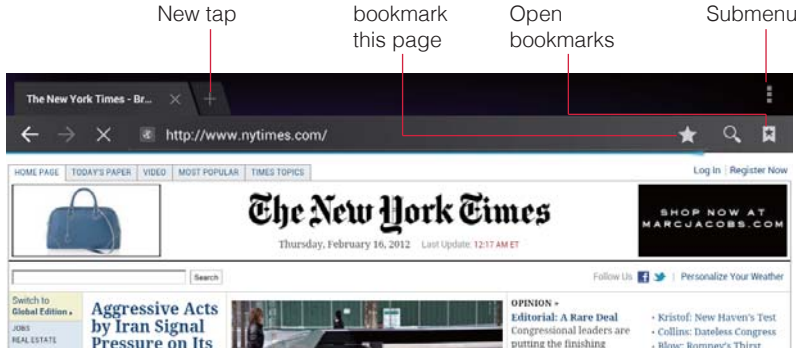 New tap
bookmark this page
Open bookmarks
Submenu
The New York Times - Br...
http://www.nytimes.com/
HOME PAGE TODAY'S PAPER VIDEO MOST POPULAR TIMES TOPICS
Log In Register Now
The New York Times
Thursday, February 16, 2012 Last Update: 12:17 AM ET
SHOP NOW AT
MARCJACOBS.COM
Search
Follow Us
Personalize Your Weather
Switch to
Global Edition
JOBS
REAL ESTATE
Aggressive Acts
by Iran Signal
Pressure on Its
OPINION »
Editorial: A Rare Deal
Congressional leaders are
putting the finishing
• Kristof: New Haven's Test
• Collins: Dateless Congress
• Blow: Romney's Thirst